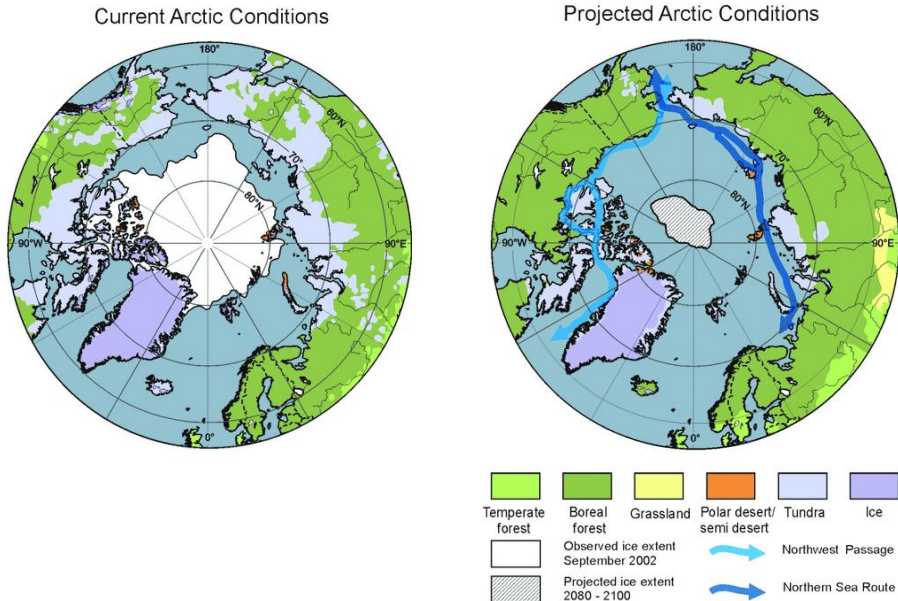 Current Arctic Conditions
180°
60°N
70°
80°N
90°W
90°E
0°
Projected Arctic Conditions
180°
60°N
70°
80°N
90°W
90°E
0°
Temperate
forest
Boreal
forest
Grassland
Polar desert/
semi desert
Tundra
Ice
Observed ice extent
September 2002
Northwest Passage
Projected ice extent
2080 - 2100
Northern Sea Route